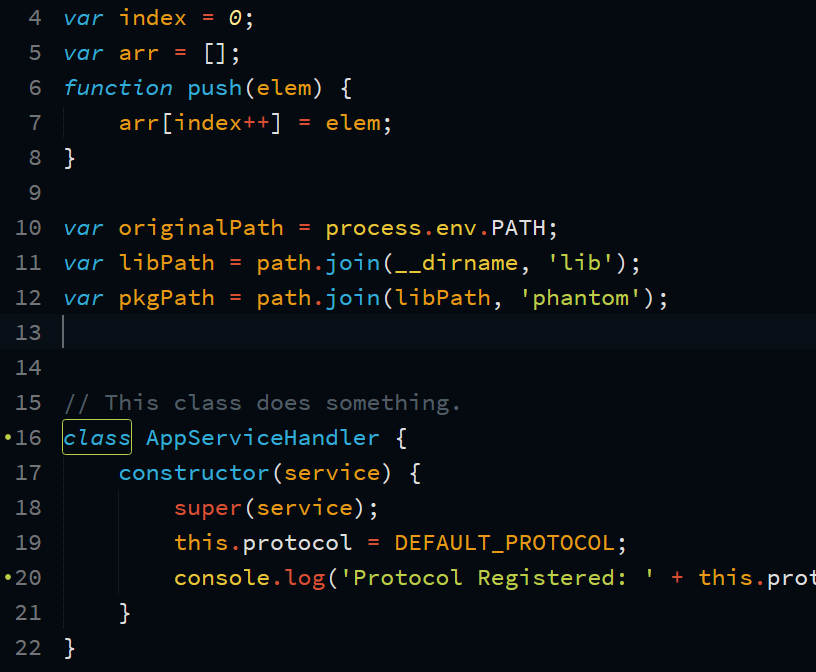 4 var index = 0;
5 var arr = [];
6 function push(elem) {
7     arr[index++] = elem;
8 }
9
10 var originalPath = process.env.PATH;
11 var libPath = path.join(__dirname, 'lib');
12 var pkgPath = path.join(libPath, 'phantom');
13
14
15 // This class does something.
16 class AppServiceHandler {
17     constructor(service) {
18         super(service);
19         this.protocol = DEFAULT_PROTOCOL;
20         console.log('Protocol Registered: ' + this.prot
21     }
22 }